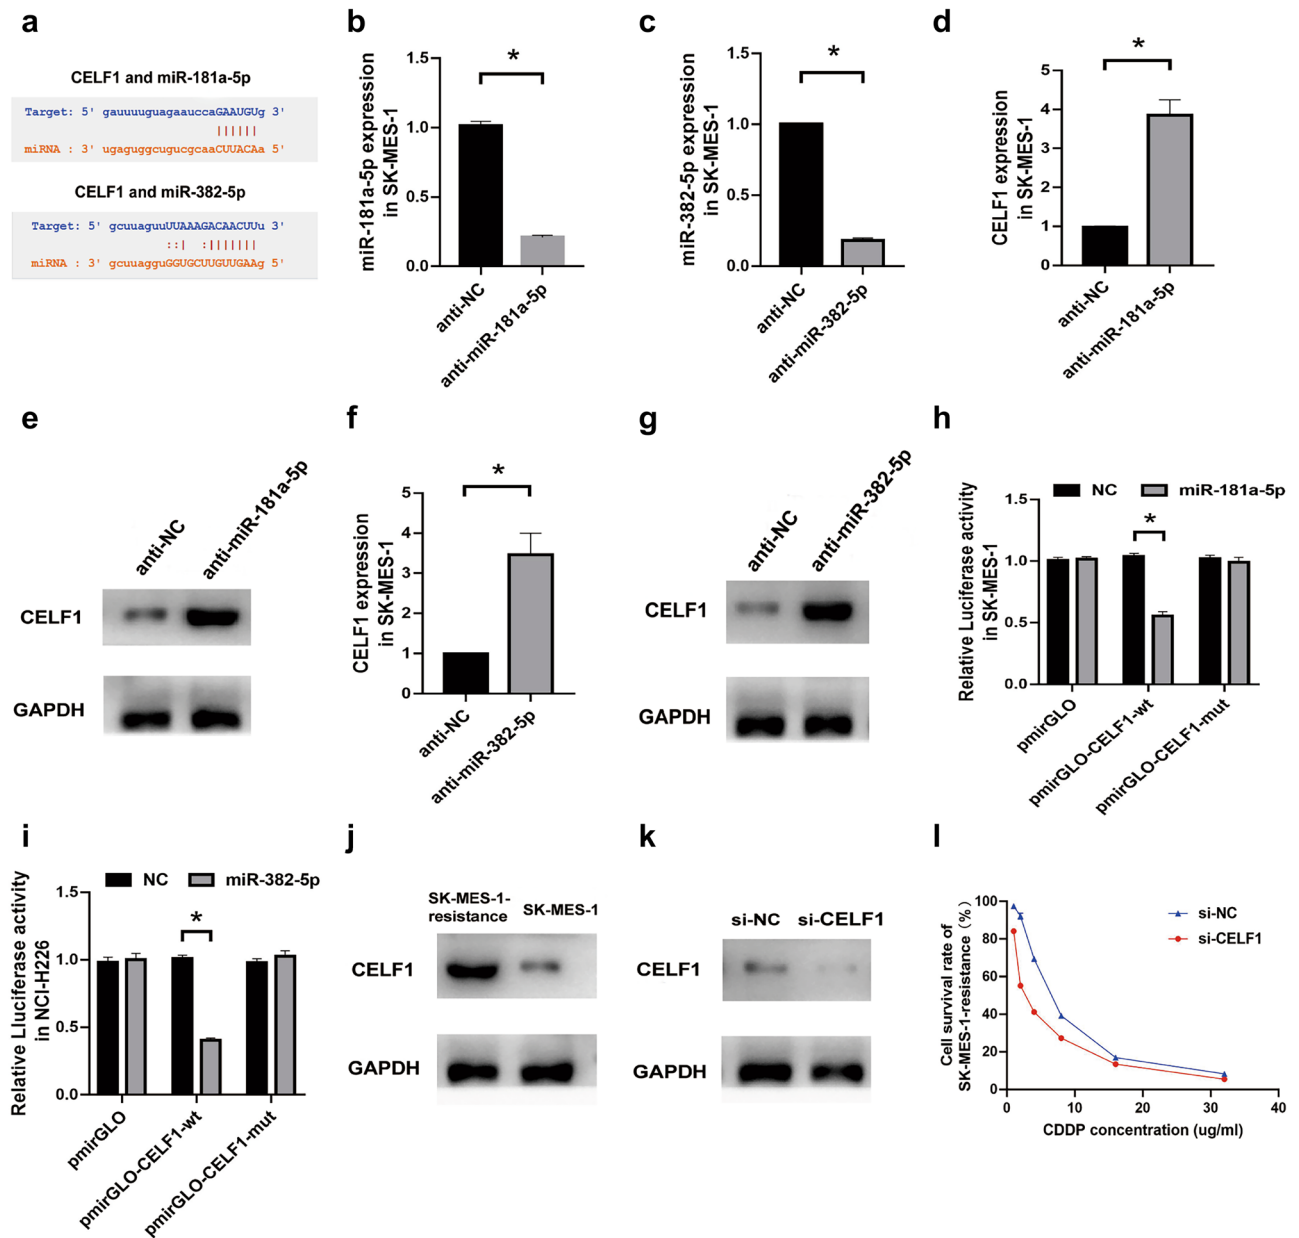 a
CELF1 and miR-181a-5p
Target: 5' gauuuuguagaauccaGAAUGUg 3'
||||||
miRNA : 3' ugaguggcugucgcaaCUUACAa 5'
CELF1 and miR-382-5p
Target: 5' gcuuaguuUUAAAGACAACUUu 3'
::| :|||||||
miRNA : 3' gcuuagguGGUGCUUGUUGAAg 5'
b
miR-181a-5p expression
in SK-MES-1
1.5
1.0
0.5
0.0
*
anti-NC
anti-miR-181a-5p
c
miR-382-5p expression
in SK-MES-1
1.5
1.0
0.5
0.0
*
anti-NC
anti-miR-382-5p
d
CELF1 expression
in SK-MES-1
5
4
3
2
1
0
*
anti-NC
anti-miR-181a-5p
e
anti-NC
anti-miR-181a-5p
CELF1
GAPDH
f
CELF1 expression
in SK-MES-1
5
4
3
2
1
0
*
anti-NC
anti-miR-382-5p
g
anti-NC
anti-miR-382-5p
CELF1
GAPDH
h
NC
miR-181a-5p
Relative Luciferase activity
in SK-MES-1
1.5
1.0
0.5
0.0
*
pmirGLO
pmirGLO-CELF1-wt
pmirGLO-CELF1-mut
i
NC
miR-382-5p
Relative Lluciferase activity
in NCI-H226
1.5
1.0
0.5
0.0
*
pmirGLO
pmirGLO-CELF1-wt
pmirGLO-CELF1-mut
j
SK-MES-1-
resistance
SK-MES-1
CELF1
GAPDH
k
si-NC
si-CELF1
CELF1
GAPDH
l
Cell survival rate of
SK-MES-1-resistance (%)
100
80
60
40
20
0
si-NC
si-CELF1
0
10
20
30
40
CDDP concentration (ug/ml)